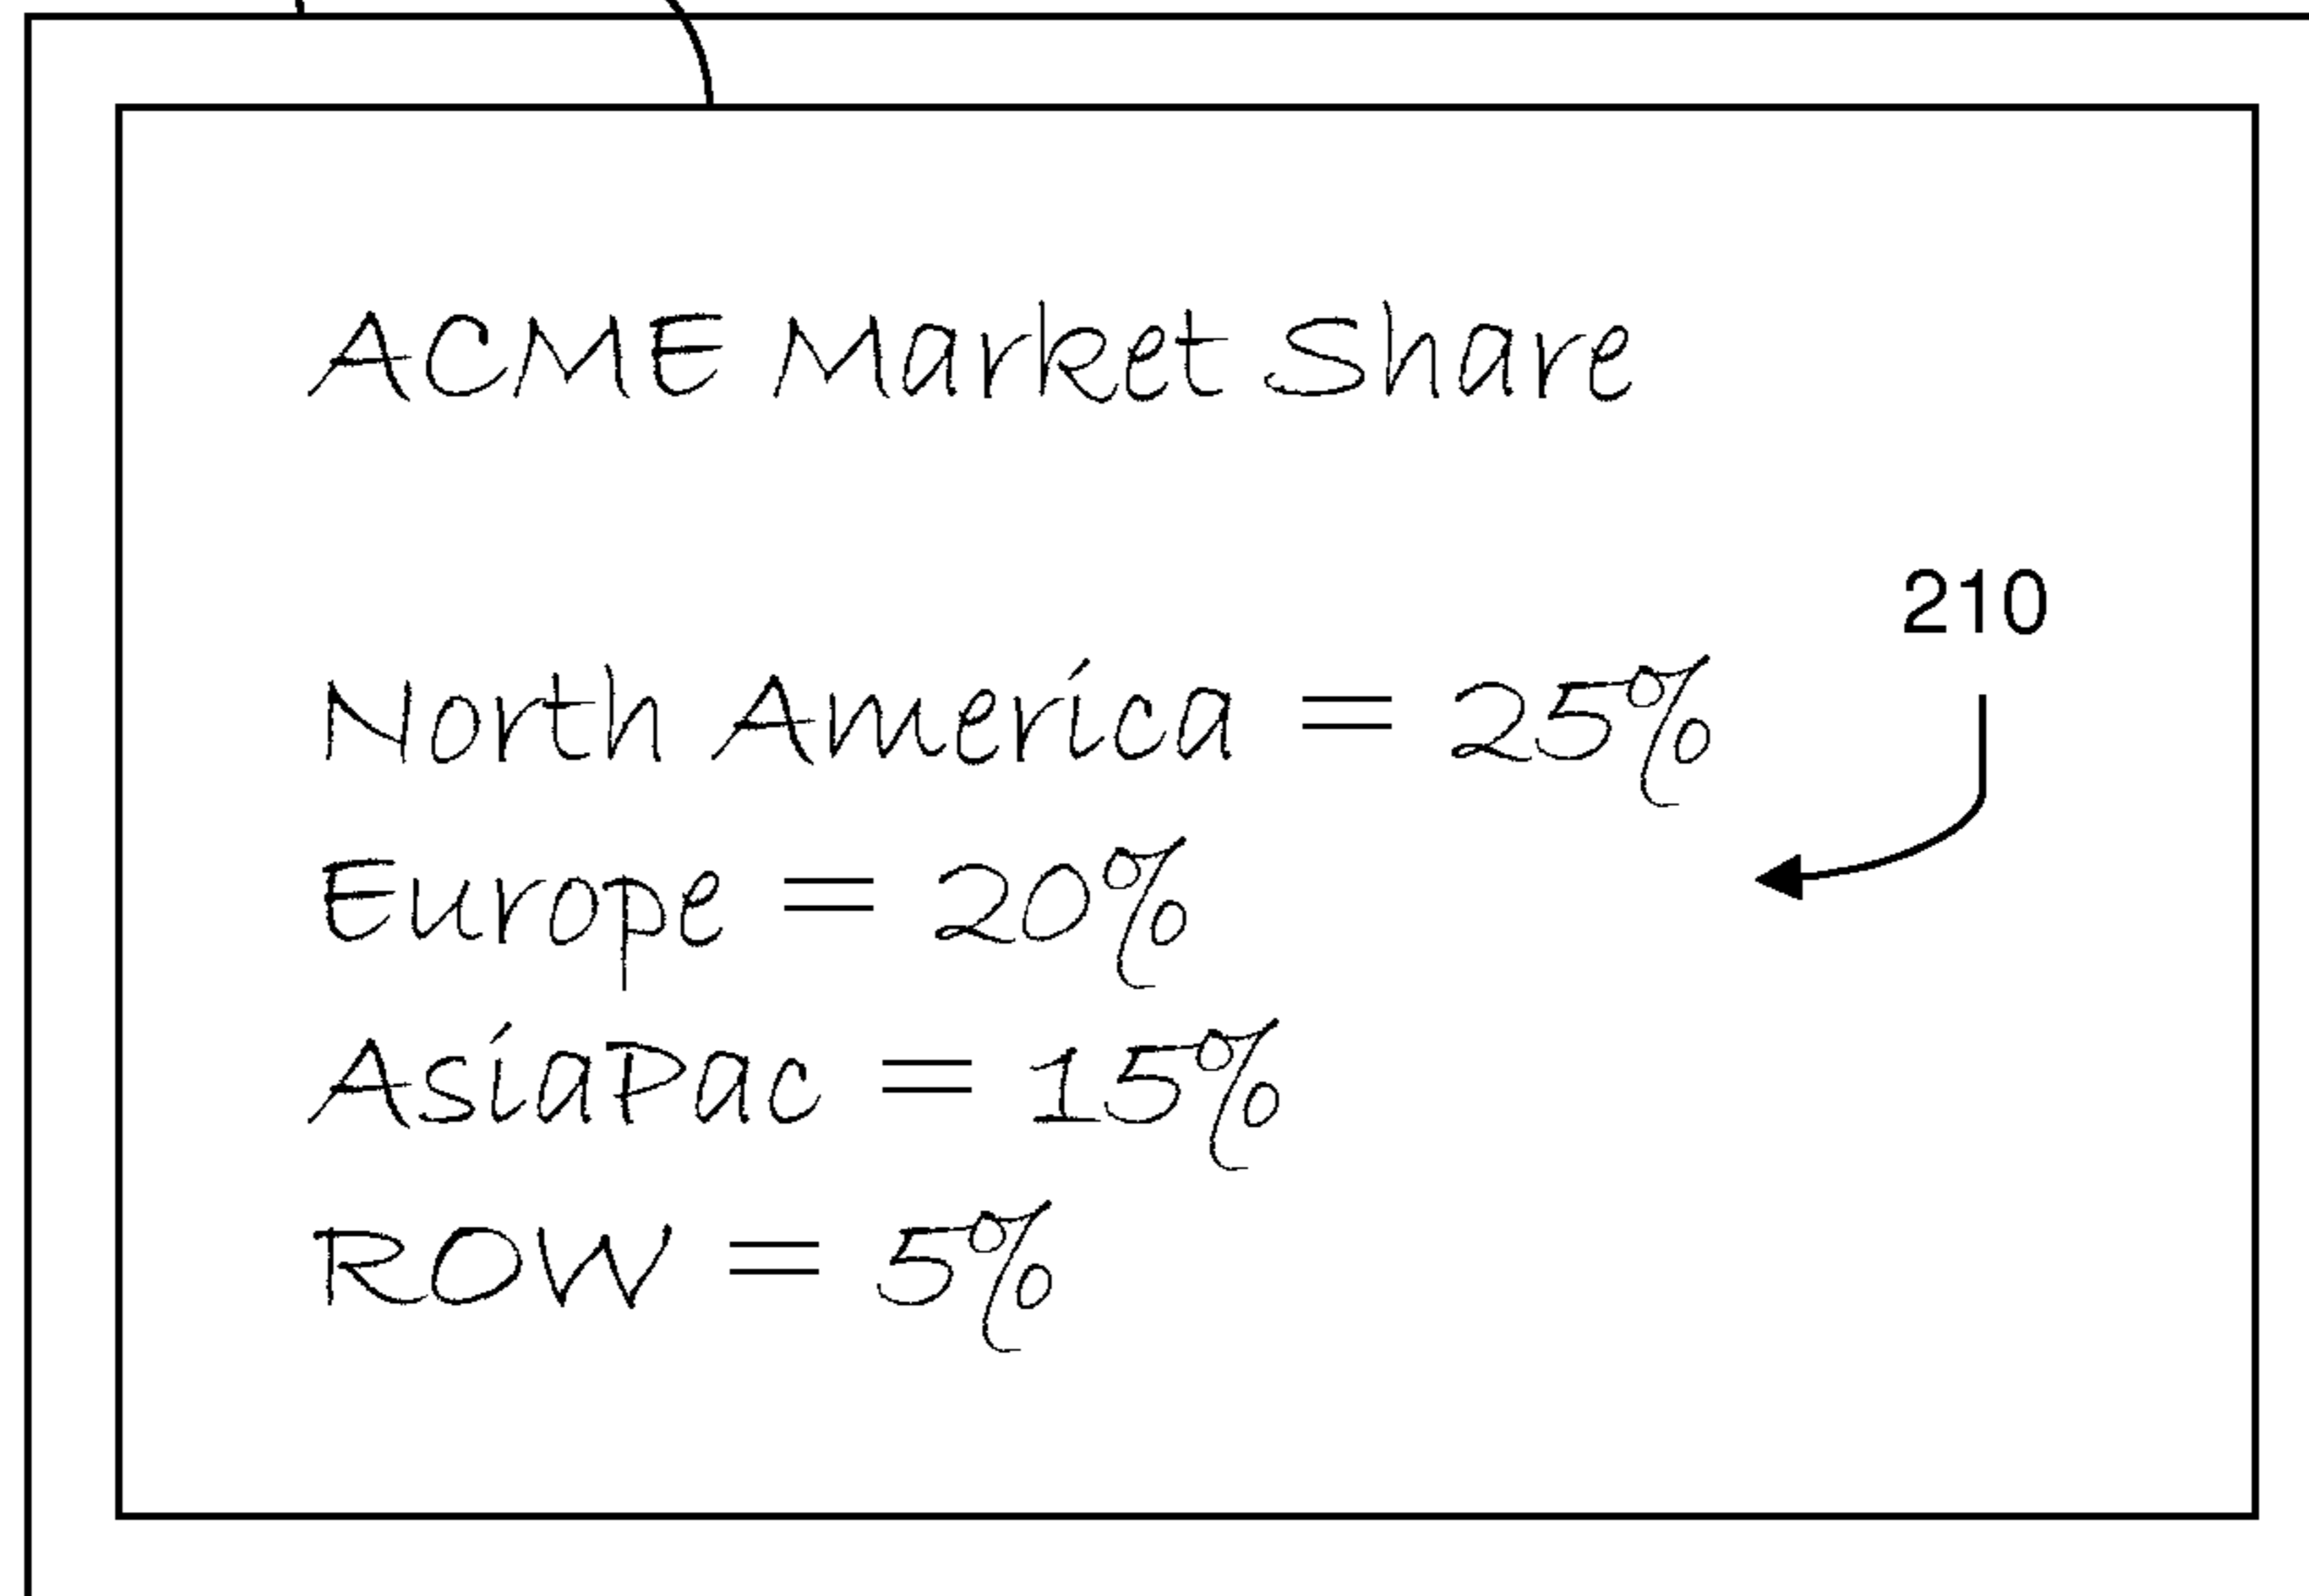 ACME Market Share
210
North America = 25%
Europe = 20%
AsiaPac = 15%
ROW = 5%